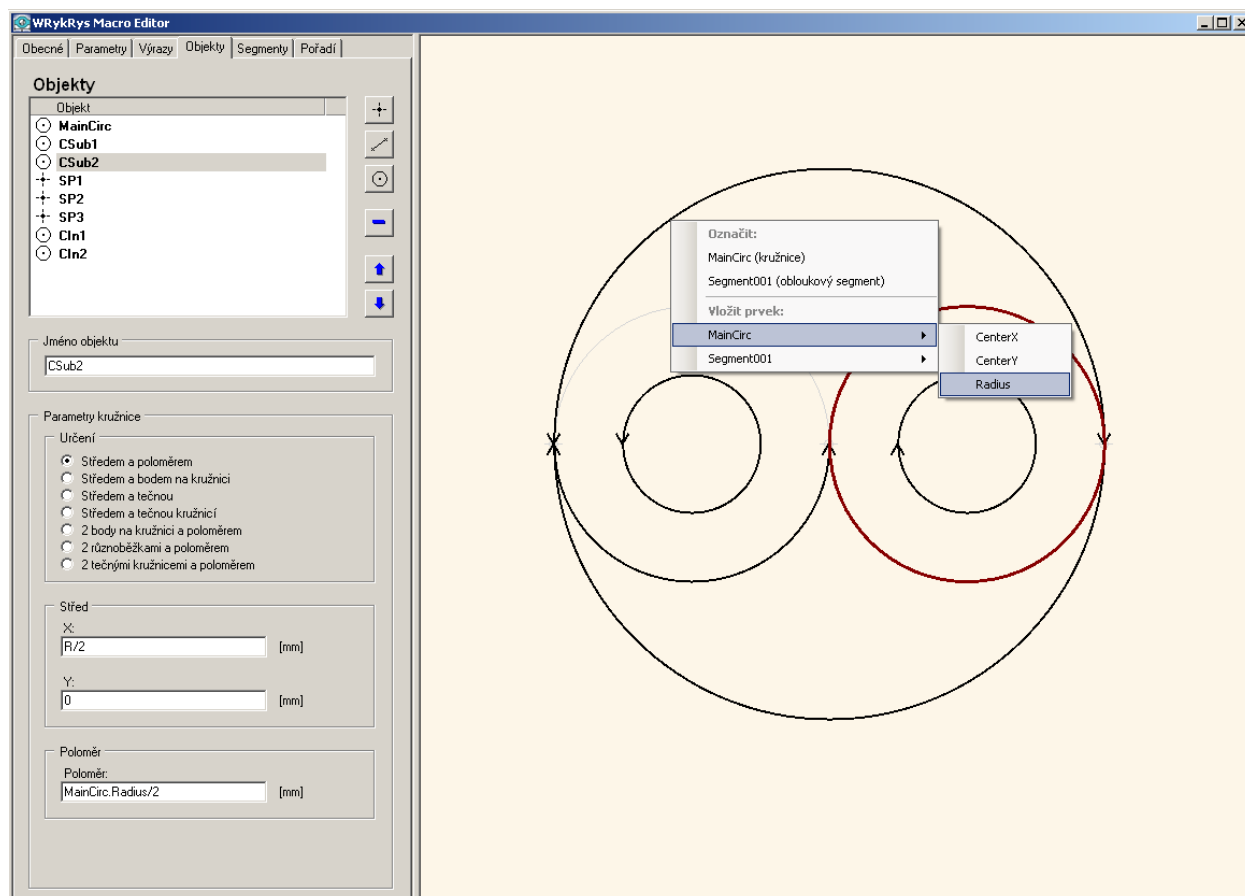 WRykRys Macro Editor
Obecné Parametry Výrazy Objekty Segmenty Pořadí
Objekty
Objekt
MainCirc
CSub1
CSub2
SP1
SP2
SP3
CIn1
CIn2
Jméno objektu
CSub2
Parametry kružnice
Určení
Středem a poloměrem
Středem a bodem na kružnici
Středem a tečnou
Středem a tečnou kružnicí
2 body na kružnici a poloměrem
2 různoběžkami a poloměrem
2 tečnými kružnicemi a poloměrem
Střed
X:
R/2 [mm]
Y:
0 [mm]
Poloměr
Poloměr:
MainCirc.Radius/2 [mm]
Označit:
MainCirc (kružnice)
Segment001 (obloukový segment)
Vložit prvek:
MainCirc
Segment001
CenterX
CenterY
Radius